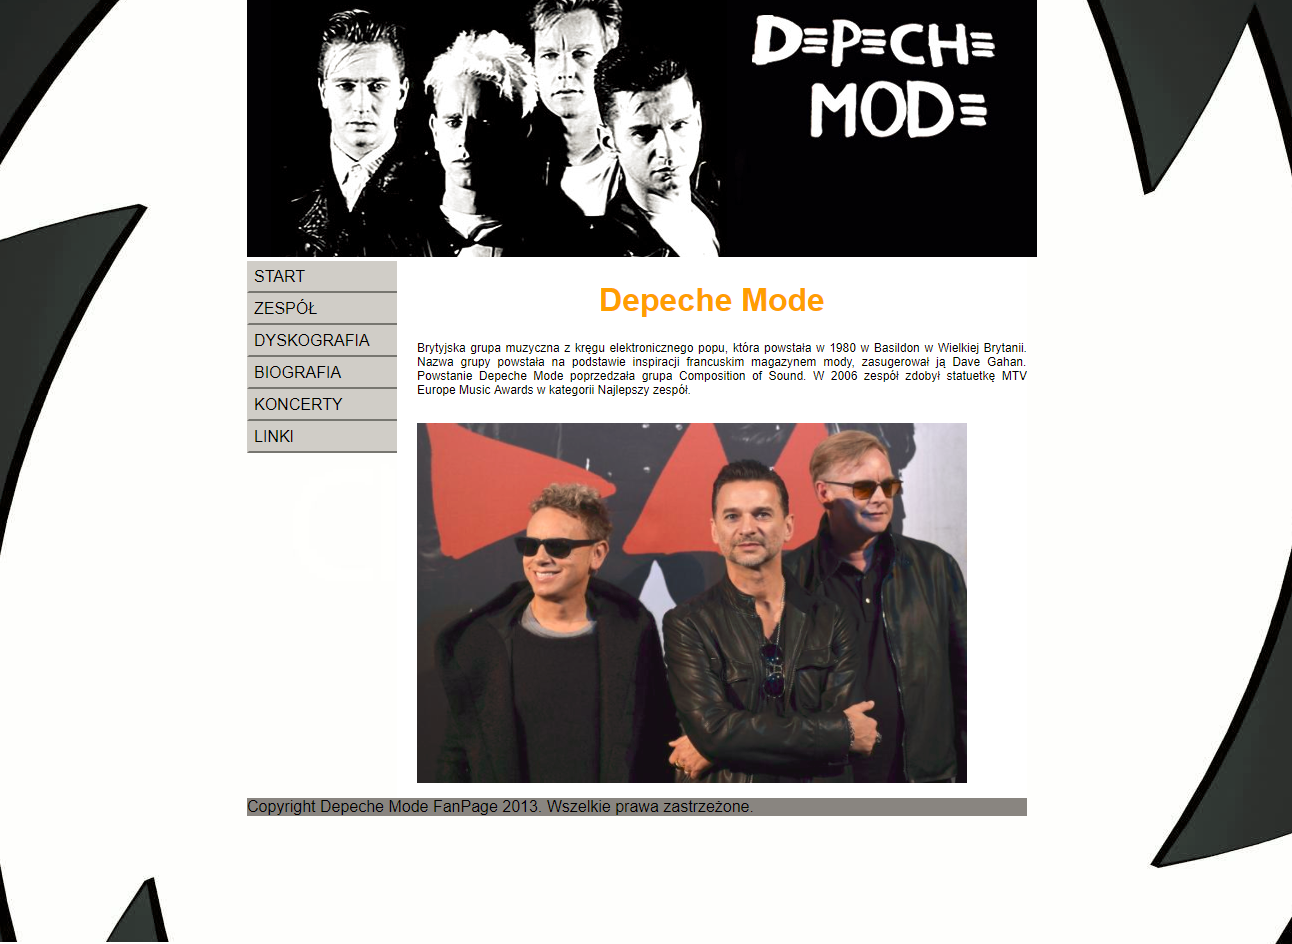 DEPECHE
MODE
START
ZESPÓŁ
DYSKOGRAFIA
BIOGRAFIA
KONCERTY
LINKI
Depeche Mode
Brytyjska grupa muzyczna z kręgu elektronicznego popu, która powstała w 1980 w Basildon w Wielkiej Brytanii.
Nazwa grupy powstała na podstawie inspiracji francuskim magazynem mody, zasugerował ją Dave Gahan.
Powstanie Depeche Mode poprzedzała grupa Composition of Sound. W 2006 zespół zdobył statuetkę MTV
Europe Music Awards w kategorii Najlepszy zespół.
Copyright Depeche Mode FanPage 2013. Wszelkie prawa zastrzeżone.